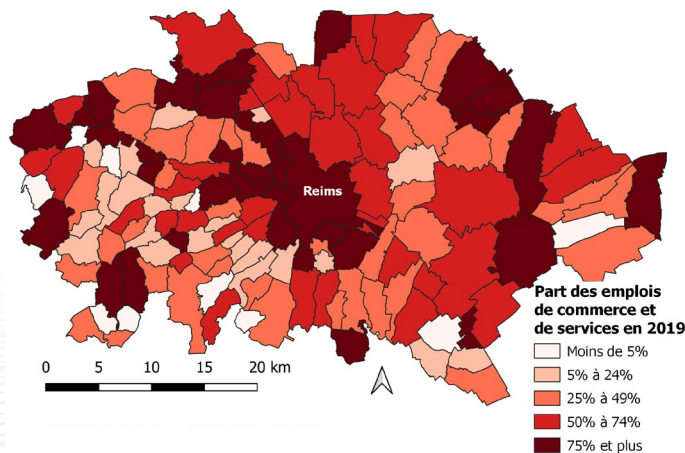 Reims
Part des emplois
de commerce et
de services en 2019
Moins de 5%
5% à 24%
25% à 49%
50% à 74%
75% et plus
0 5 10 15 20 km